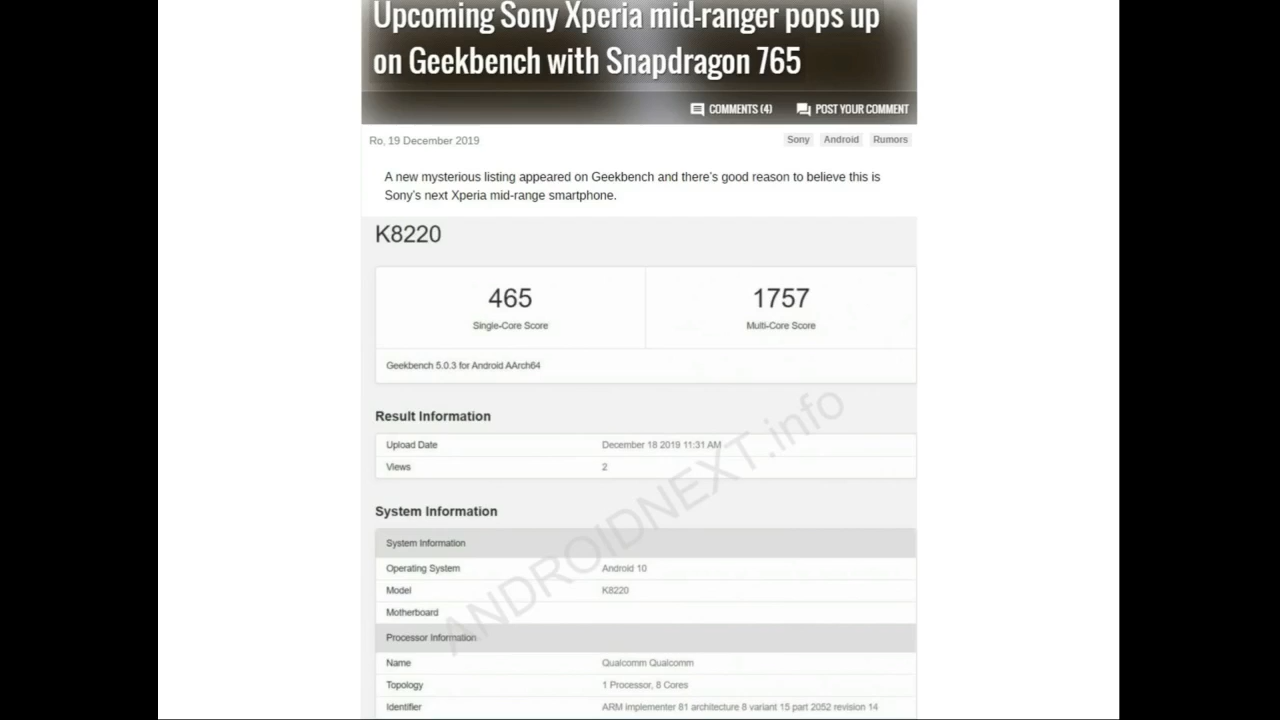 Upcoming Sony Xperia mid-ranger pops up
on Geekbench with Snapdragon 765
COMMENTS (4) POST YOUR COMMENT
Ro, 19 December 2019 Sony Android Rumors
A new mysterious listing appeared on Geekbench and there's good reason to believe this is
Sony's next Xperia mid-range smartphone.
K8220
465 1757
Single-Core Score Multi-Core Score
Geekbench 5.0.3 for Android AArch64
Result Information
Upload Date December 18 2019 11:31 AM
Views 2
System Information
System Information
Operating System Android 10
Model K8220
Motherboard
Processor Information
Name Qualcomm Qualcomm
Topology 1 Processor, 8 Cores
Identifier ARM implementer 81 architecture 8 variant 15 part 2052 revision 14
ANDROIDNEXT.info